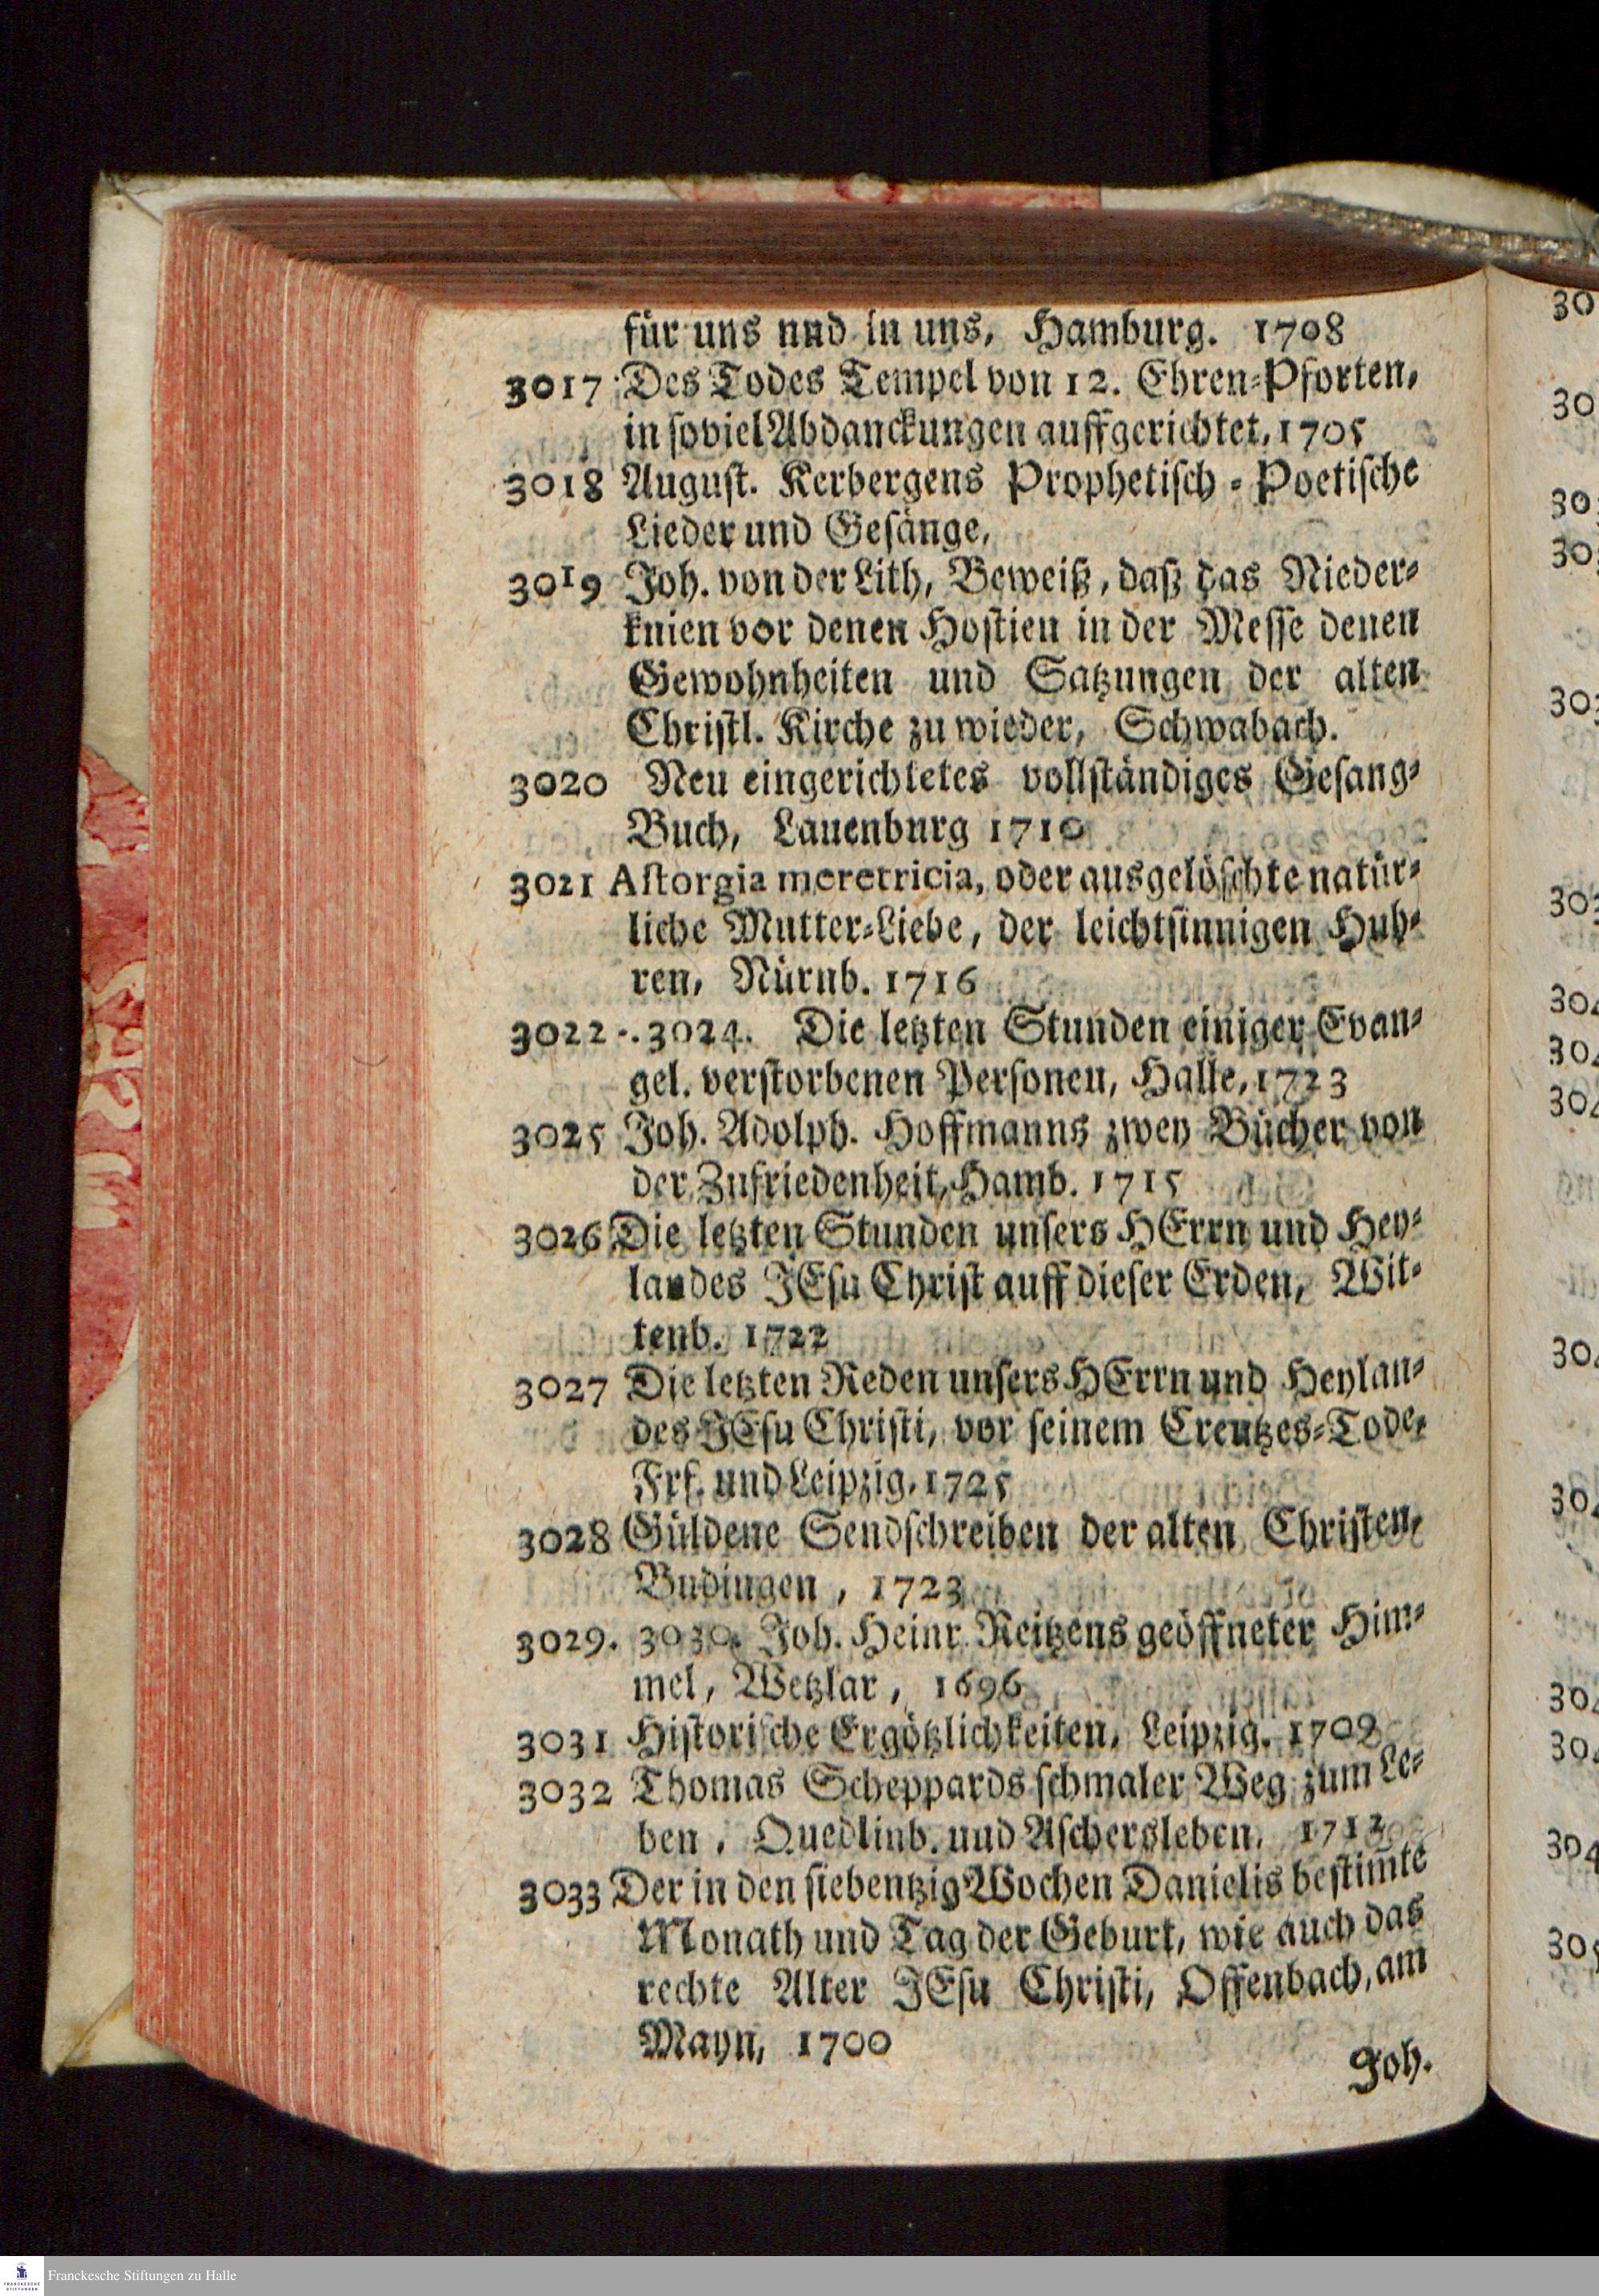 für uns nnd in uns, Hamburg. 1708
3017 Des Todes Tempel von 12. Ehren-Pforten,
in soviel Abdanckungen auffgerichtet, 1705
3018 August. Kerbergens Prophetisch - Poetische
Lieder und Gesänge,
3019 Joh. von der Lith, Beweiß, daß das Nieder-
knien vor denen Hostien in der Messe denen
Gewohnheiten und Satzungen der alten
Christl. Kirche zu wieder, Schwabach.
3020 Neu eingerichtetes vollständiges Gesang-
Buch, Lauenburg 1710
3021 Astorgia meretricia, oder ausgelöschte natür-
liche Mutter-Liebe, der leichtsinnigen Huh-
ren, Nürnb. 1716
3022 -. 3024. Die letzten Stunden einiger Evan-
gel. verstorbenen Personen, Halle, 1723
3025 Joh. Adolph. Hoffmanns zwey Bücher von
der Zufriedenheit, Hamb. 1715
3026 Die letzten Stunden unsers HErrn und Hey-
landes JEsu Christ auff dieser Erden, Wit-
tenb. 1722
3027 Die letzten Reden unsers HErrn und Heylan-
des JEsu Christi, vor seinem Creutzes-Tode,
Frf. und Leipzig, 1725
3028 Güldene Sendschreiben der alten Christen,
Budingen, 1723
3029. 3030. Joh. Heinr. Reitzens geöffneter Him-
mel, Wetzlar, 1696
3031 Historische Ergötzlichkeiten, Leipzig. 1709
3032 Thomas Scheppards schmaler Weg zum Le-
ben, Quedlinb. und Aschersleben, 1712
3033 Der in den siebentzig Wochen Danielis bestim̄te
Monath und Tag der Geburt, wie auch das
rechte Alter JEsu Christi, Offenbach, am
Mayn, 1700
Joh.
Franckesche Stiftungen zu Halle